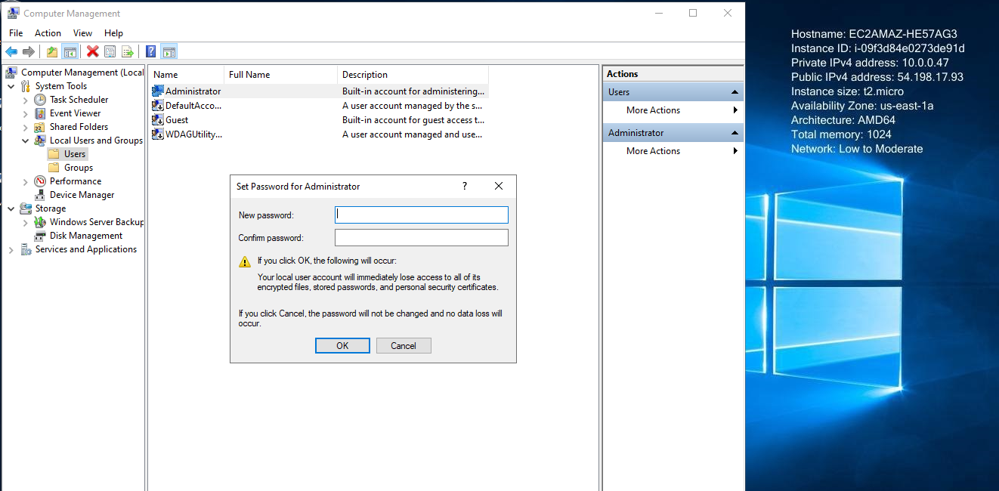 Computer Management
File Action View Help
Computer Management (Local
System Tools
Task Scheduler
Event Viewer
Shared Folders
Local Users and Groups
Users
Groups
Performance
Device Manager
Storage
Windows Server Backup
Disk Management
Services and Applications
Name Full Name Description
Administrator Built-in account for administering...
DefaultAcco... A user account managed by the s...
Guest Built-in account for guest access t...
WDAGUtility... A user account managed and use...
Set Password for Administrator ?
New password:
Confirm password:
If you click OK, the following will occur:
Your local user account will immediately lose access to all of its
encrypted files, stored passwords, and personal security certificates.
If you click Cancel, the password will not be changed and no data loss will
occur.
OK Cancel
Actions
Users
More Actions
Administrator
More Actions
Hostname: EC2AMAZ-HE57AG3
Instance ID: i-09f3d84e0273de91d
Private IPv4 address: 10.0.0.47
Public IPv4 address: 54.198.17.93
Instance size: t2.micro
Availability Zone: us-east-1a
Architecture: AMD64
Total memory: 1024
Network: Low to Moderate